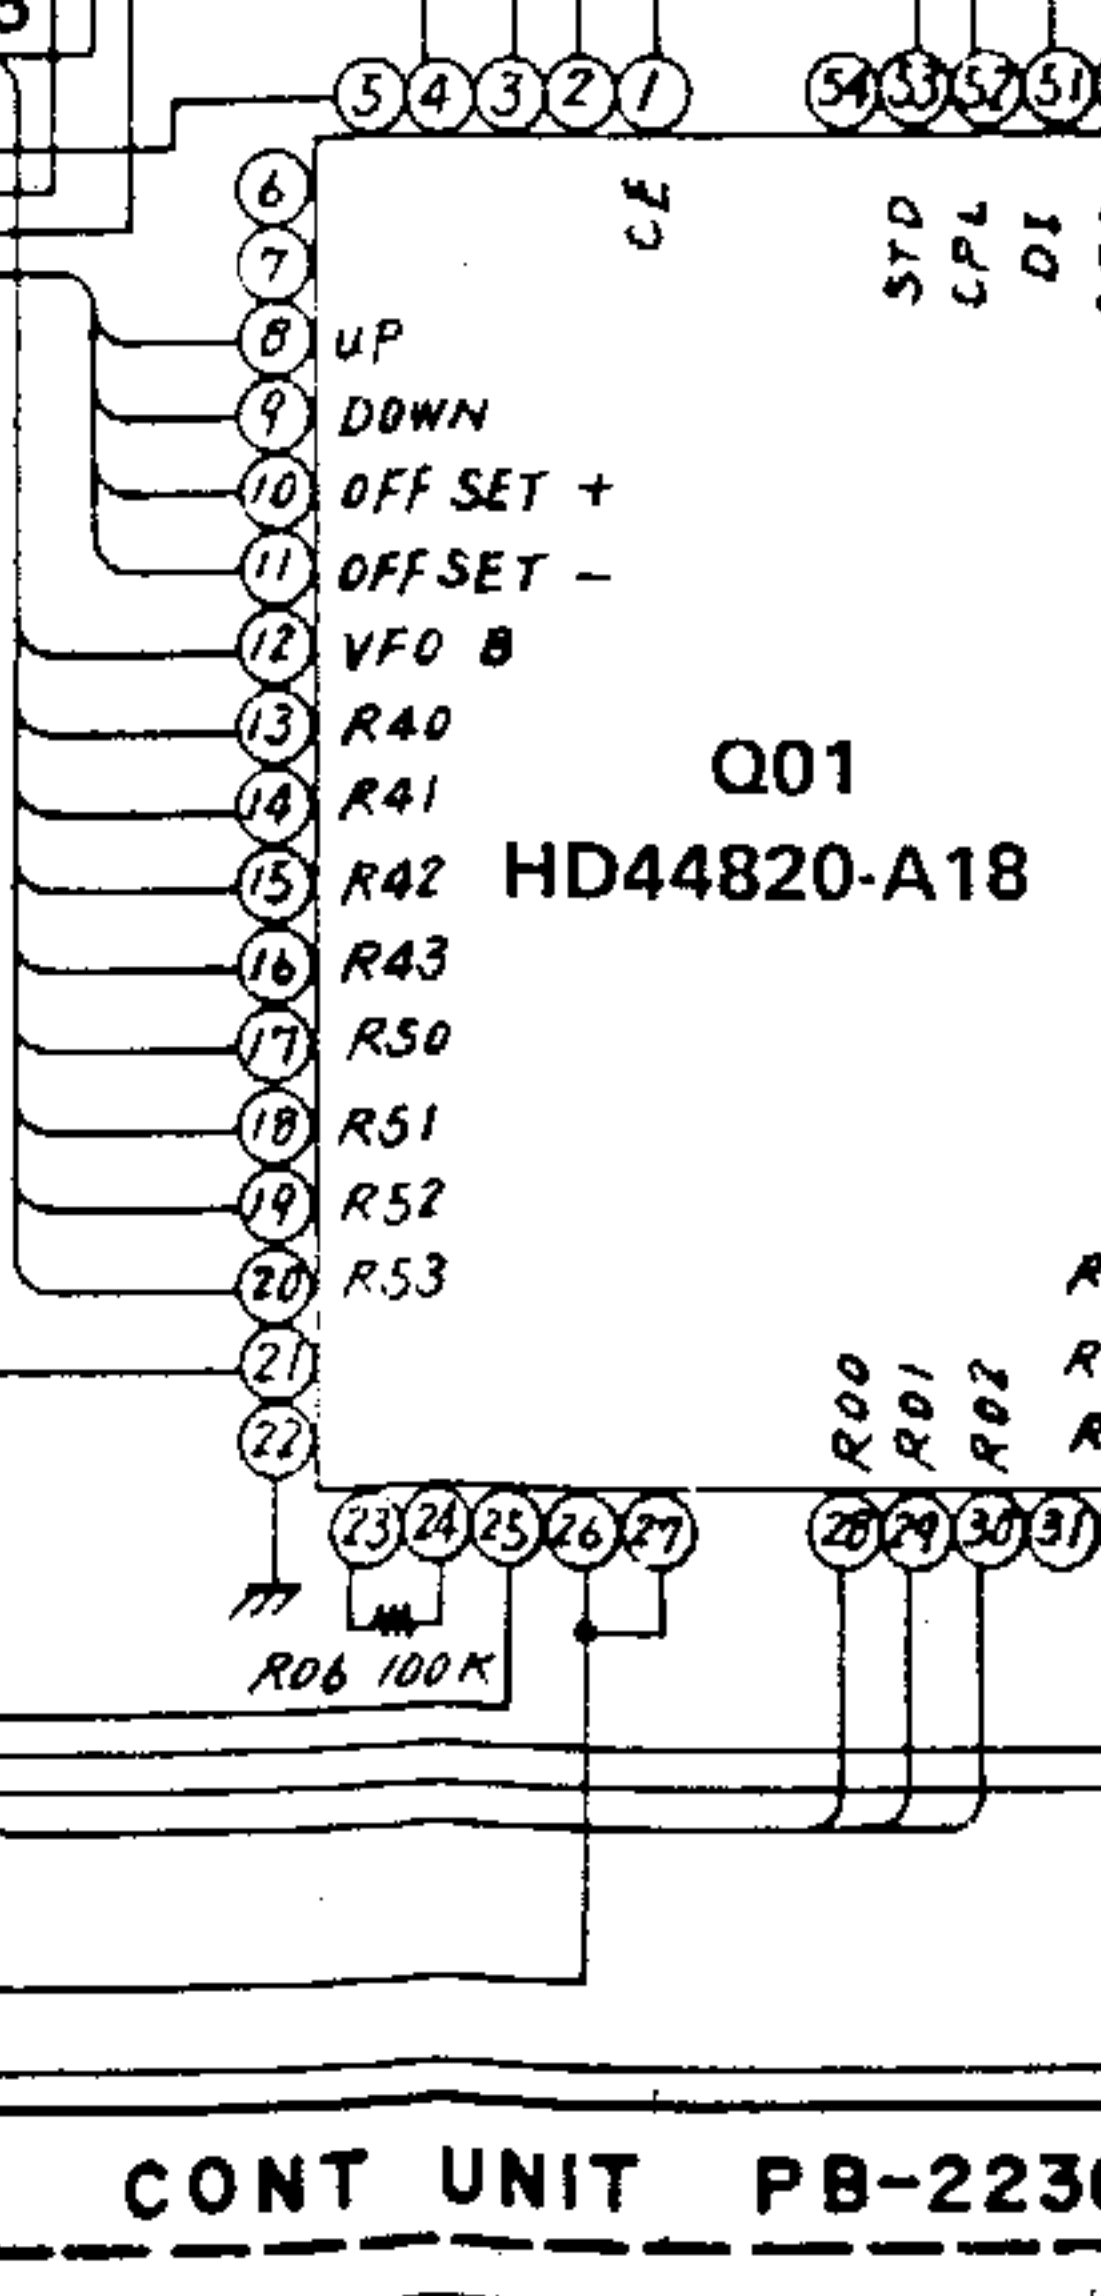 5 4 3 2 1 54 53 52 51
CE STD CPL DI
6
7
8 UP
9 DOWN
10 OFF SET +
11 OFFSET -
12 VFO B
13 R40
14 R41
15 R42
16 R43
17 R50
18 R51
19 R52
20 R53
21
22
Q01
HD44820-A18
R00 R01 R02
23 24 25 26 27 28 29 30 31
R06 100K
CONT UNIT PB-223